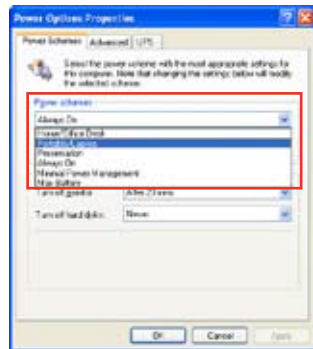 Power Options Properties
Power Schemes Advanced UPS
Select the power scheme with the most appropriate settings for
this computer. Note that changing the settings below will modify
the selected scheme.
Power schemes
Always On
Home/Office Desk
Portable/Laptop
Presentation
Always On
Minimal Power Management
Max Battery
Turn off monitor: After 20 mins
Turn off hard disks: Never
OK Cancel Apply